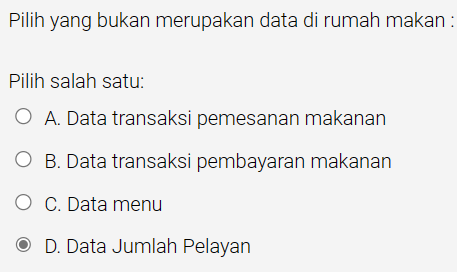 Pilih yang bukan merupakan data di rumah makan :
Pilih salah satu:
A. Data transaksi pemesanan makanan
B. Data transaksi pembayaran makanan
C. Data menu
D. Data Jumlah Pelayan